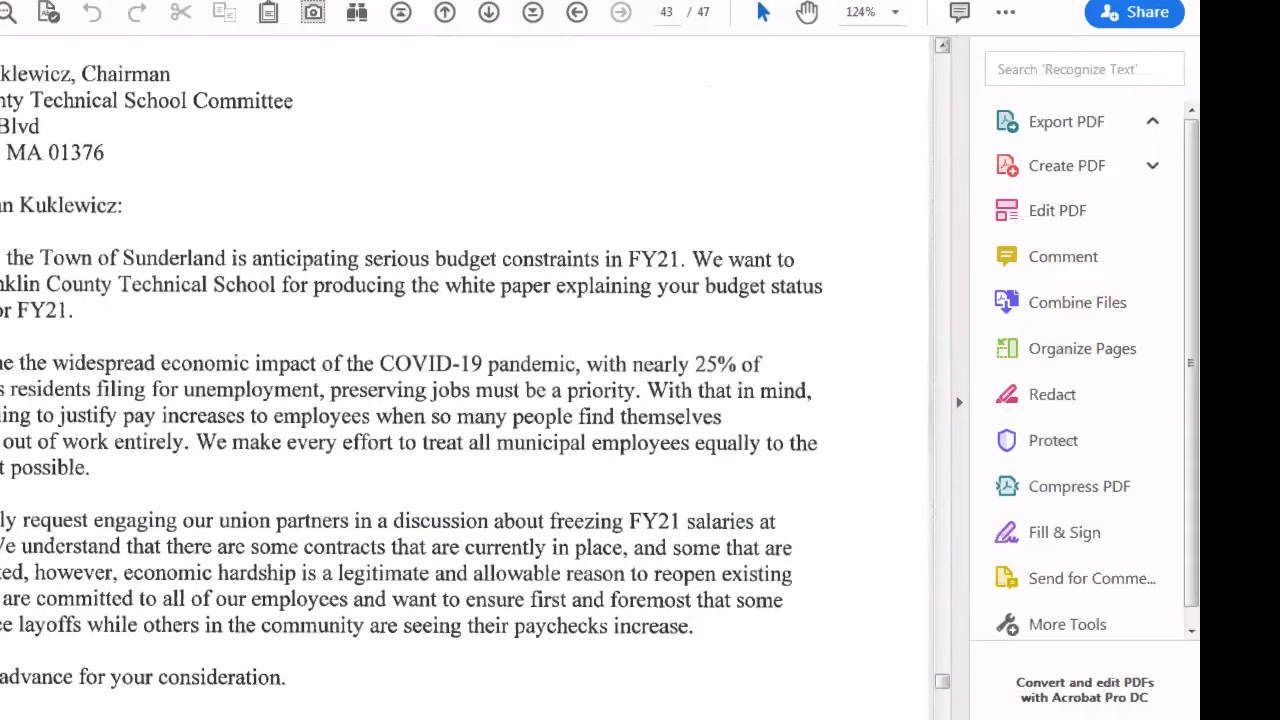 43 / 47
124%
Share
klewicz, Chairman
nty Technical School Committee
Blvd
MA 01376
an Kuklewicz:
the Town of Sunderland is anticipating serious budget constraints in FY21. We want to
nklin County Technical School for producing the white paper explaining your budget status
or FY21.
ne the widespread economic impact of the COVID-19 pandemic, with nearly 25% of
s residents filing for unemployment, preserving jobs must be a priority. With that in mind,
ing to justify pay increases to employees when so many people find themselves
out of work entirely. We make every effort to treat all municipal employees equally to the
t possible.
ly request engaging our union partners in a discussion about freezing FY21 salaries at
We understand that there are some contracts that are currently in place, and some that are
ted, however, economic hardship is a legitimate and allowable reason to reopen existing
are committed to all of our employees and want to ensure first and foremost that some
ce layoffs while others in the community are seeing their paychecks increase.
advance for your consideration.
Search 'Recognize Text'
Export PDF
Create PDF
Edit PDF
Comment
Combine Files
Organize Pages
Redact
Protect
Compress PDF
Fill & Sign
Send for Comme...
More Tools
Convert and edit PDFs
with Acrobat Pro DC